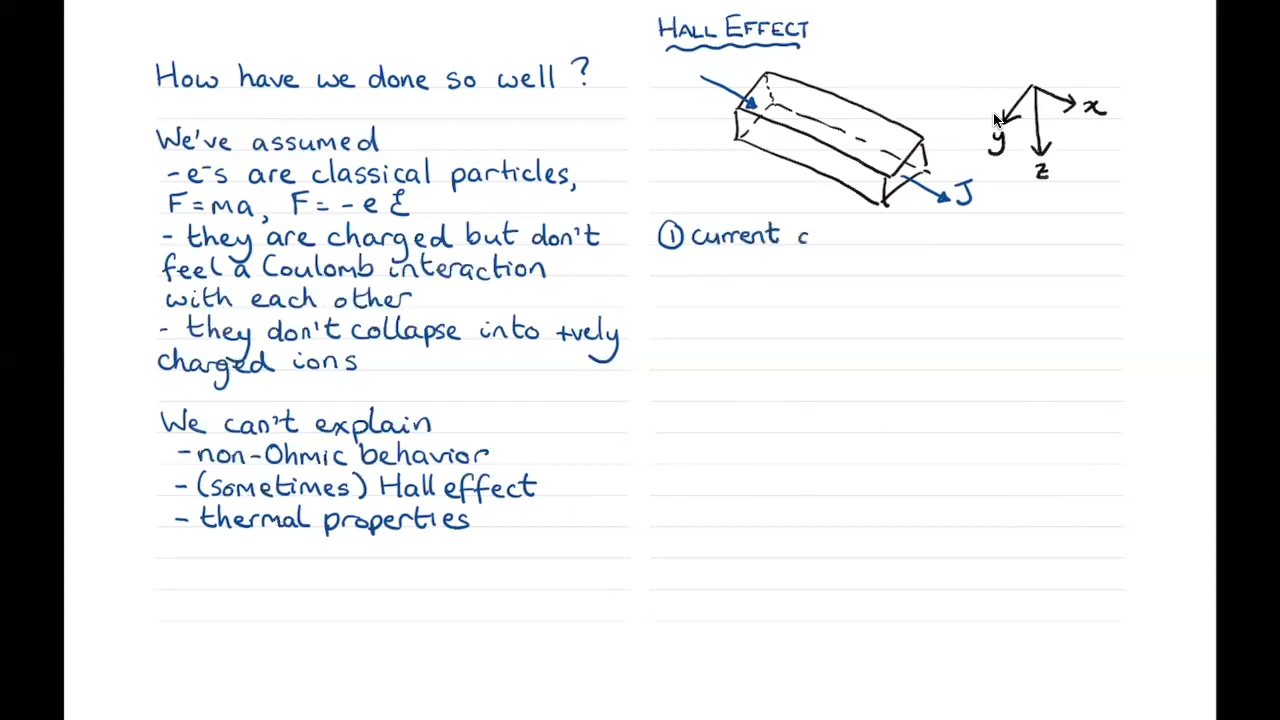 How have we done so well ?
We've assumed
- e⁻s are classical particles,
F = ma, F = - e ℰ
- they are charged but don't
feel a Coulomb interaction
with each other
- they don't collapse into +vely
charged ions
We can't explain
- non-Ohmic behavior
- (sometimes) Hall effect
- thermal properties
HALL EFFECT
x
y
z
J
① current c